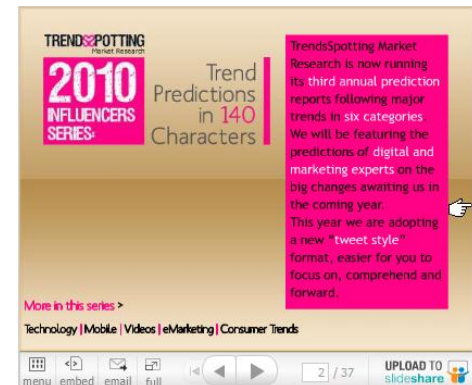 TRENDSPOTTING
Market Research
2010
INFLUENCERS
SERIES:
Trend
Predictions
in 140
Characters
TrendsSpotting Market
Research is now running
its third annual prediction
reports following major
trends in six categories.
We will be featuring the
predictions of digital and
marketing experts on the
big changes awaiting us in
the coming year.
This year we are adopting
a new "tweet style"
format, easier for you to
focus on, comprehend and
forward.
More in this series >
Technology | Mobile | Videos | eMarketing | Consumer Trends
menu embed email full
2 / 37
UPLOAD TO
slideshare